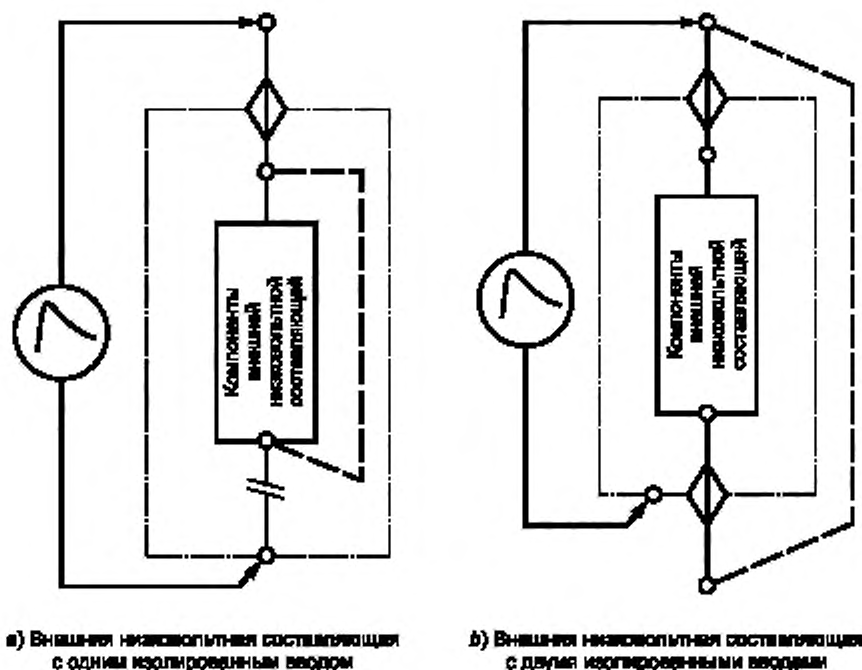 Компоненты
внешней
низковольтной
составляющей
Компоненты
внешней
низковольтной
составляющей
а) Внешняя низковольтная составляющая
с одним изолированным вводом
b) Внешняя низковольтная составляющая
с двумя изолированными вводами